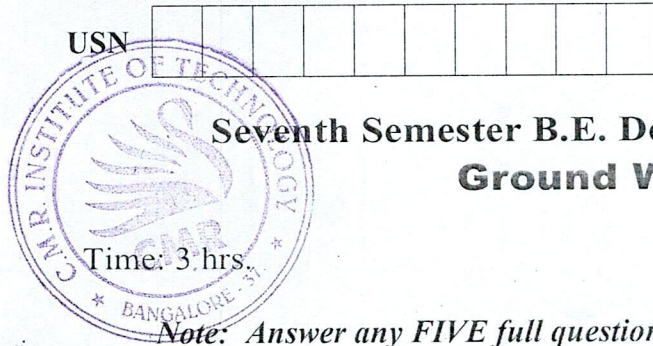 USN
C.M.R. INSTITUTE OF TECHNOLOGY
CMR
* BANGALORE - 37. *
Seventh Semester B.E. De
Ground W
Time: 3 hrs.
Note: Answer any FIVE full question